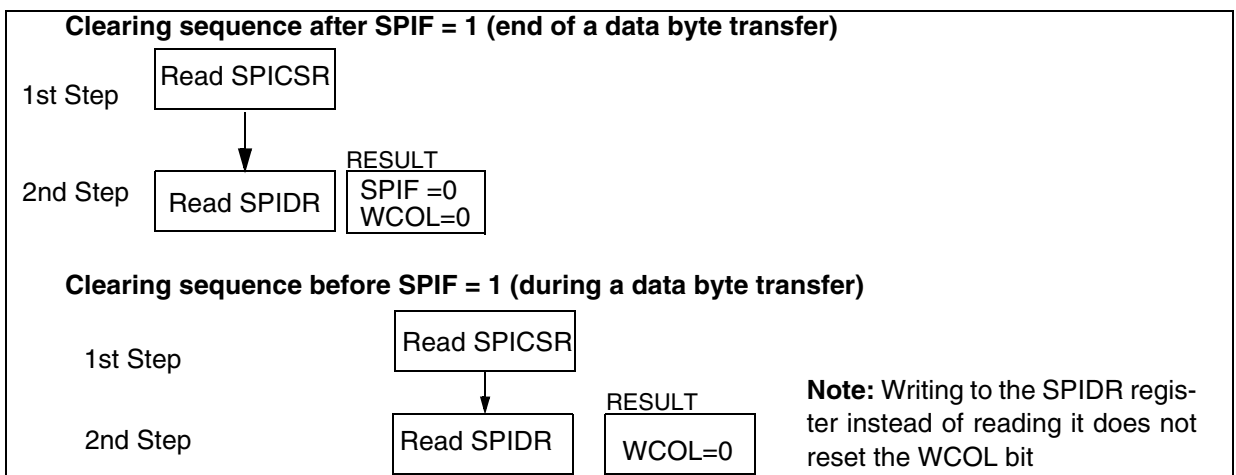 Clearing sequence after SPIF = 1 (end of a data byte transfer)
1st Step
Read SPICSR
2nd Step
Read SPIDR
RESULT
SPIF =0
WCOL=0
Clearing sequence before SPIF = 1 (during a data byte transfer)
1st Step
Read SPICSR
2nd Step
Read SPIDR
RESULT
WCOL=0
Note: Writing to the SPIDR regis-
ter instead of reading it does not
reset the WCOL bit